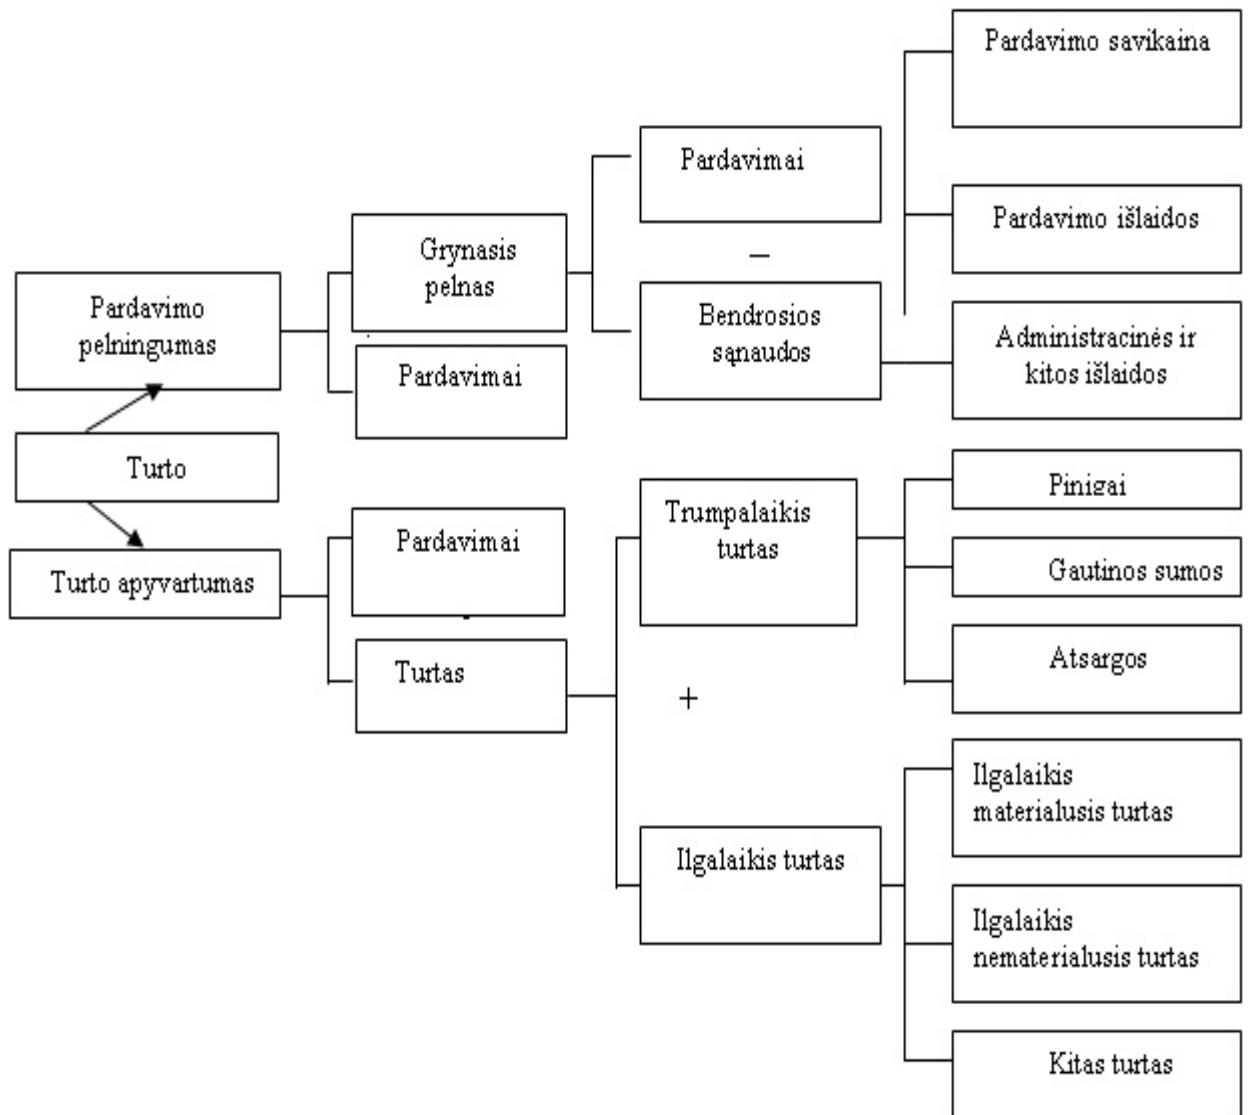 Pardavimo savikaina
Pardavimai
Pardavimo išlaidos
Grynasis
pelnas
–
Pardavimo
pelningumas
Bendrosios
sąnaudos
Administracinės ir
kitos išlaidos
Pardavimai
Turto
Pinigai
Trumpalaikis
turtas
Pardavimai
Gautinos sumos
Turto apyvartumas
Turtas
Atsargos
+
Ilgalaikis
materialusis turtas
Ilgalaikis turtas
Ilgalaikis
nematerialusis turtas
Kitas turtas